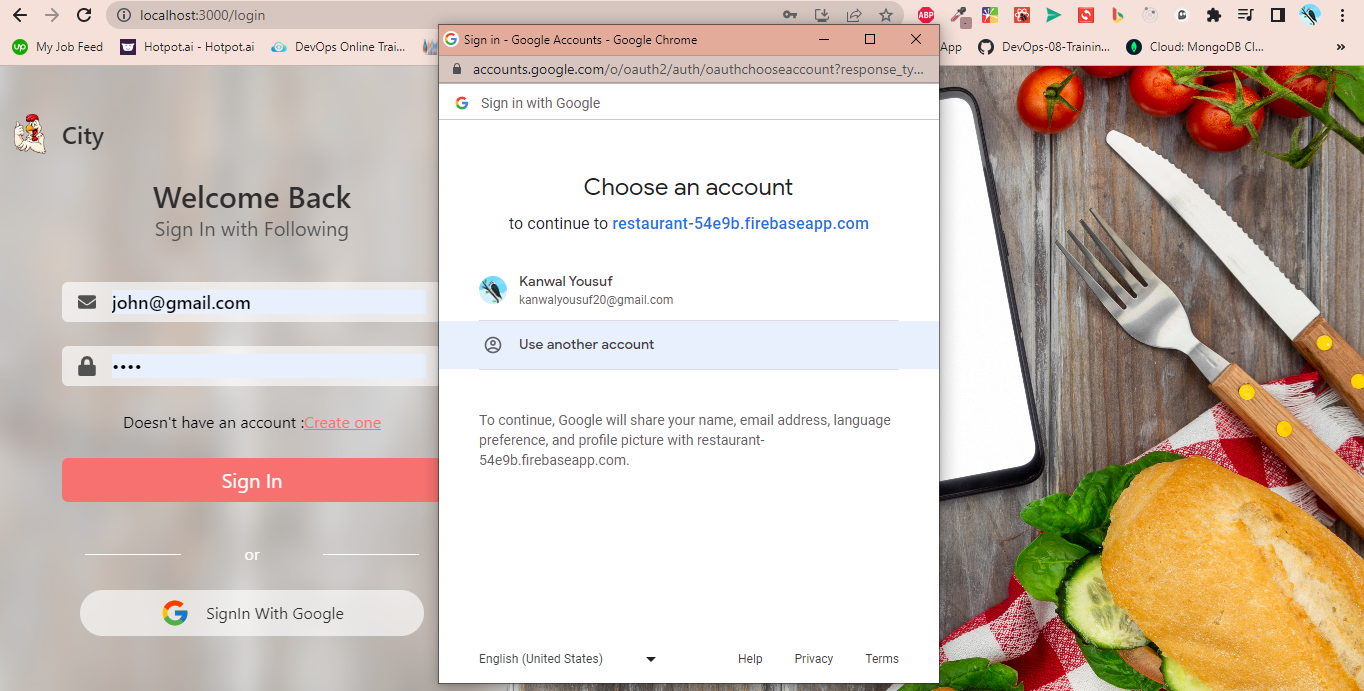 localhost:3000/login
ABP
up My Job Feed
Hotpot.ai - Hotpot.ai
DevOps Online Trai...
App
DevOps-08-Trainin...
Cloud: MongoDB Cl...
»
City
Welcome Back
Sign In with Following
john@gmail.com
••••
Doesn't have an account :Create one
Sign In
or
SignIn With Google
Sign in - Google Accounts - Google Chrome
accounts.google.com/o/oauth2/auth/oauthchooseaccount?response_ty...
Sign in with Google
Choose an account
to continue to restaurant-54e9b.firebaseapp.com
Kanwal Yousuf
kanwalyousuf20@gmail.com
Use another account
To continue, Google will share your name, email address, language
preference, and profile picture with restaurant-
54e9b.firebaseapp.com.
English (United States)
Help Privacy Terms